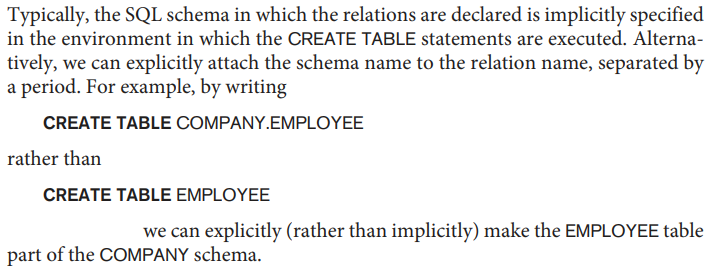 Typically, the SQL schema in which the relations are declared is implicitly specified
in the environment in which the CREATE TABLE statements are executed. Alterna-
tively, we can explicitly attach the schema name to the relation name, separated by
a period. For example, by writing
CREATE TABLE COMPANY.EMPLOYEE
rather than
CREATE TABLE EMPLOYEE
we can explicitly (rather than implicitly) make the EMPLOYEE table
part of the COMPANY schema.